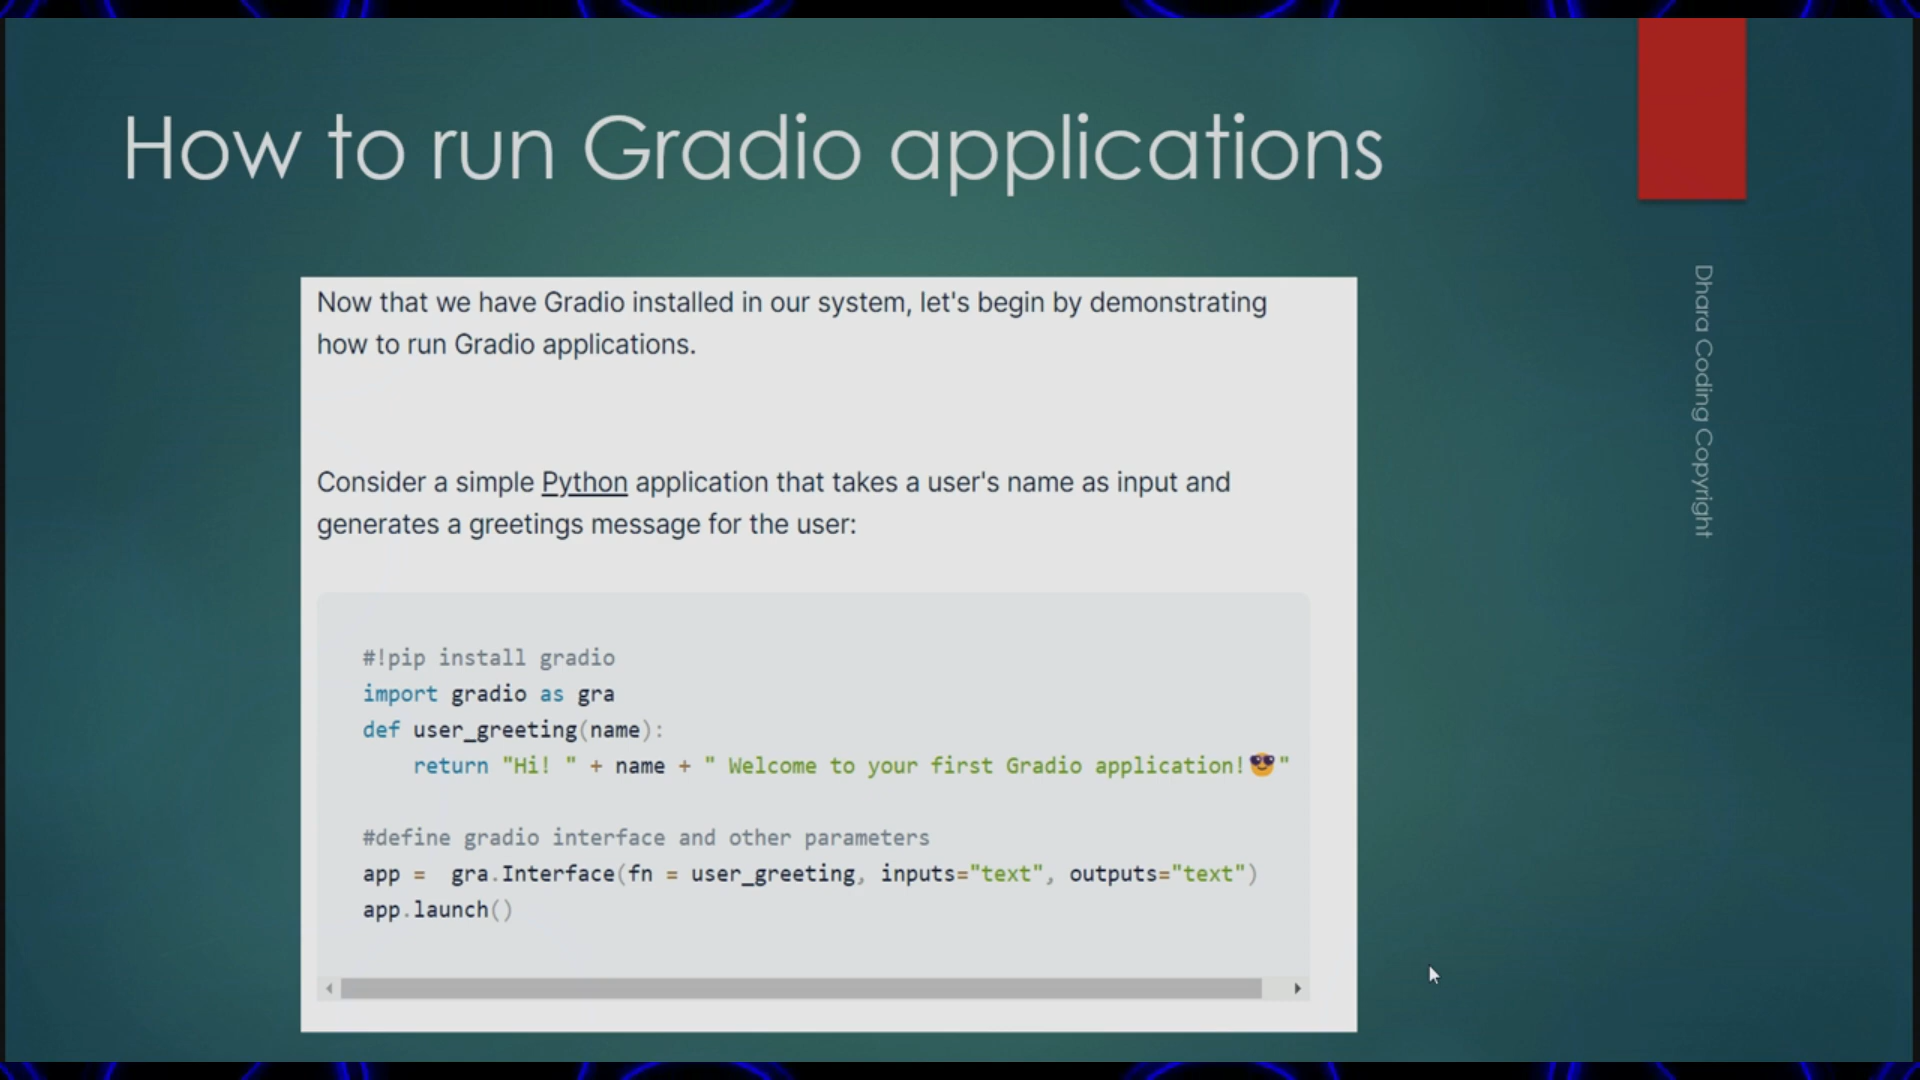 How to run Gradio applications
Now that we have Gradio installed in our system, let's begin by demonstrating
how to run Gradio applications.
Consider a simple Python application that takes a user's name as input and
generates a greetings message for the user:
#!pip install gradio
import gradio as gra
def user_greeting(name):
    return "Hi! " + name + " Welcome to your first Gradio application!😎"
#define gradio interface and other parameters
app =  gra.Interface(fn = user_greeting, inputs="text", outputs="text")
app.launch()
Dhara Coding Copyright